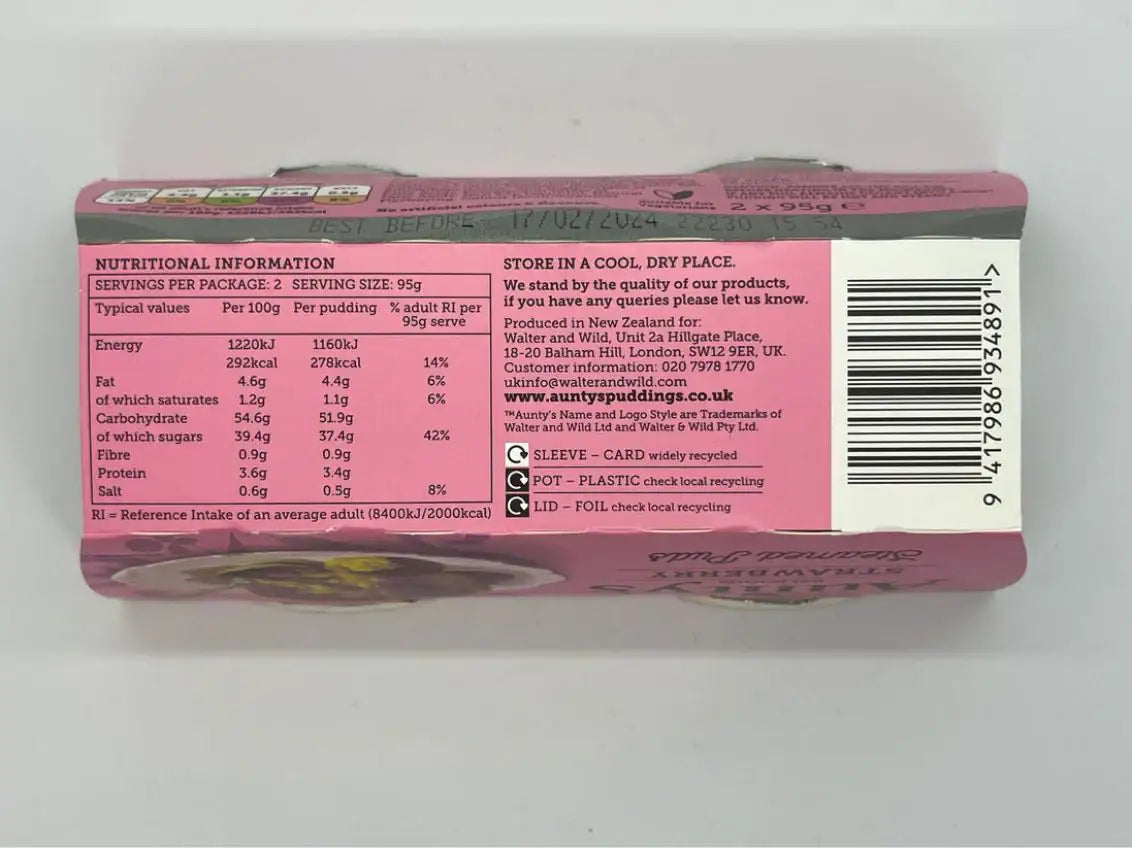 BEST BEFORE 17/02/2024 22230 15 54
Suitable for
Vegetarians
2 x 95g e
NUTRITIONAL INFORMATION
SERVINGS PER PACKAGE: 2 SERVING SIZE: 95g
Typical values Per 100g Per pudding % adult RI per
95g serve
Energy 1220kJ 1160kJ
292kcal 278kcal 14%
Fat 4.6g 4.4g 6%
of which saturates 1.2g 1.1g 6%
Carbohydrate 54.6g 51.9g
of which sugars 39.4g 37.4g 42%
Fibre 0.9g 0.9g
Protein 3.6g 3.4g
Salt 0.6g 0.5g 8%
RI = Reference Intake of an average adult (8400kJ/2000kcal)
STORE IN A COOL, DRY PLACE.
We stand by the quality of our products,
if you have any queries please let us know.
Produced in New Zealand for:
Walter and Wild, Unit 2a Hillgate Place,
18-20 Balham Hill, London, SW12 9ER, UK.
Customer information: 020 7978 1770
ukinfo@walterandwild.com
www.auntyspuddings.co.uk
™Aunty's Name and Logo Style are Trademarks of
Walter and Wild Ltd and Walter & Wild Pty Ltd.
SLEEVE – CARD widely recycled
POT – PLASTIC check local recycling
LID – FOIL check local recycling
9 417986 934891 >
Aunty's
STRAWBERRY
Steamed Puds